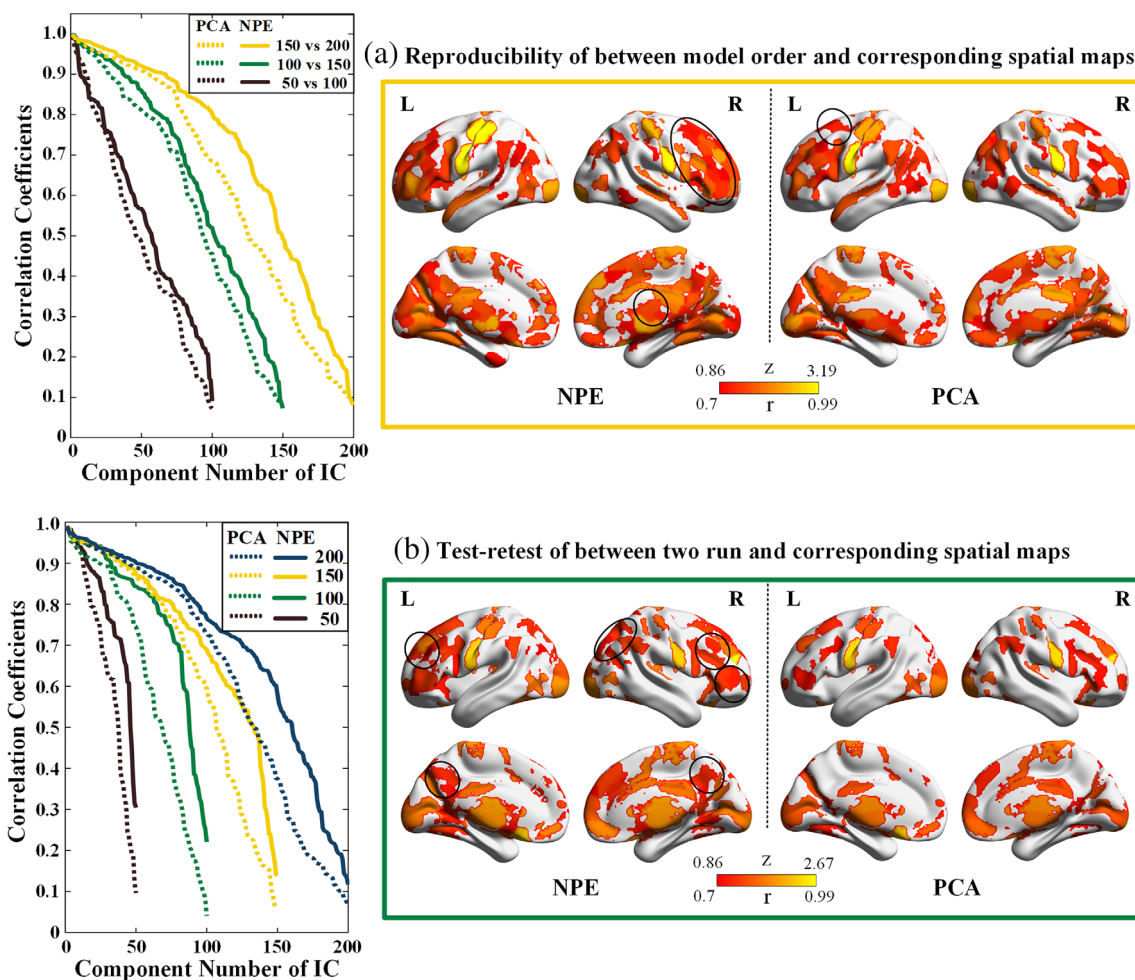 PCA NPE
150 vs 200
100 vs 150
50 vs 100
1.0
0.9
0.8
0.7
0.6
0.5
0.4
0.3
0.2
0.1
0
Correlation Coefficients
0 50 100 150 200
Component Number of IC
(a) Reproducibility of between model order and corresponding spatial maps
L R L R
0.86 z 3.19
0.7 r 0.99
NPE PCA
PCA NPE
200
150
100
50
1.0
0.9
0.8
0.7
0.6
0.5
0.4
0.3
0.2
0.1
0
Correlation Coefficients
0 50 100 150 200
Component Number of IC
(b) Test-retest of between two run and corresponding spatial maps
L R L R
0.86 z 2.67
0.7 r 0.99
NPE PCA